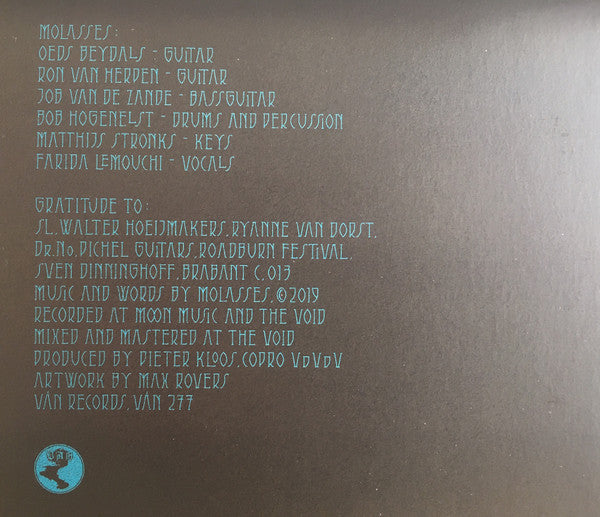 MOLASSES:
OEDS BEYDALS - GUITAR
RON VAN HERPEN - GUITAR
JOB VAN DE ZANDE - BASSGUITAR
BOB HOGENELST - DRUMS AND PERCUSSION
MATTHIJS STRONKS - KEYS
FARIDA LEMOUCHI - VOCALS
GRATITUDE TO:
SL, WALTER HOEIJMAKERS, RYANNE VAN DORST,
DR.NO, PICHEL GUITARS, ROADBURN FESTIVAL,
SVEN DINNINGHOFF, BRABANT C, 013
MUSIC AND WORDS BY MOLASSES, ©2019
RECORDED AT MOON MUSIC AND THE VOID
MIXED AND MASTERED AT THE VOID
PRODUCED BY PIETER KLOOS, COPRO VDVDV
ARTWORK BY MAX ROVERS
VÁN RECORDS, VÁN 277
VAN